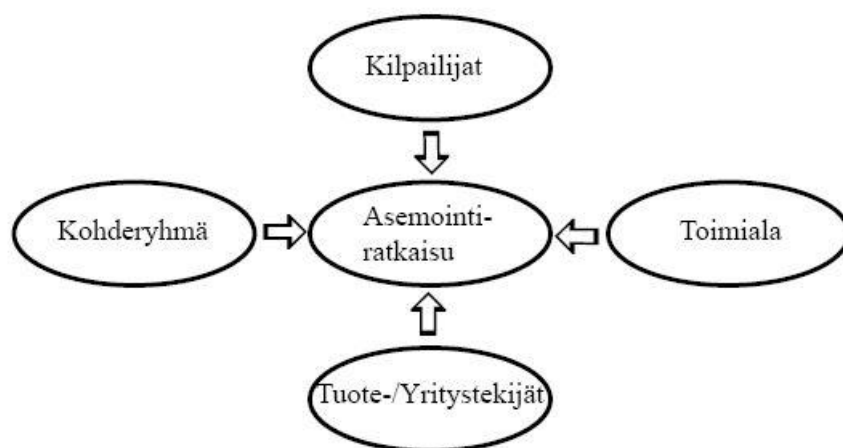 Kilpailijat
Kohderyhmä
Asemointi-
ratkaisu
Toimiala
Tuote-/Yritystekijät